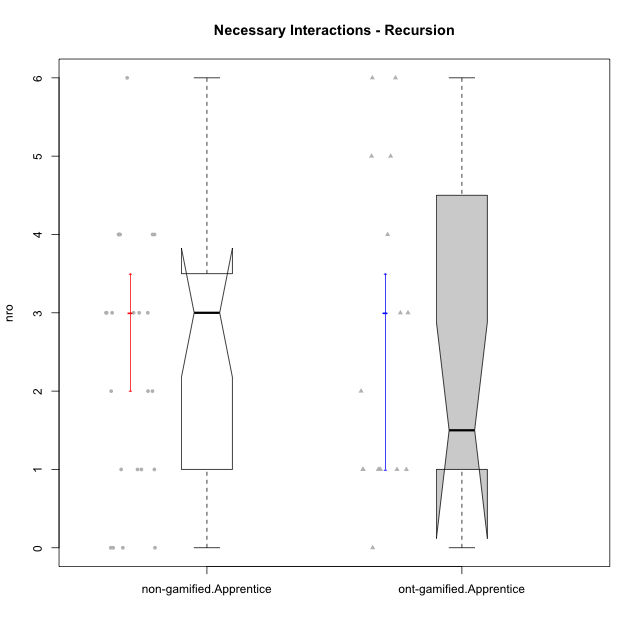 Necessary Interactions - Recursion
6
5
4
3
2
1
0
nro
non-gamified.Apprentice
ont-gamified.Apprentice